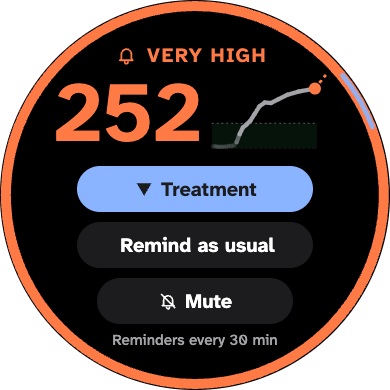 VERY HIGH
252
Treatment
Remind as usual
Mute
Reminders every 30 min